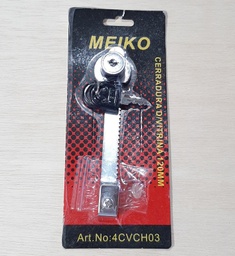 MEIKO
CERRADURA D/VITRINA 120MM
Art.No:4CVCH03